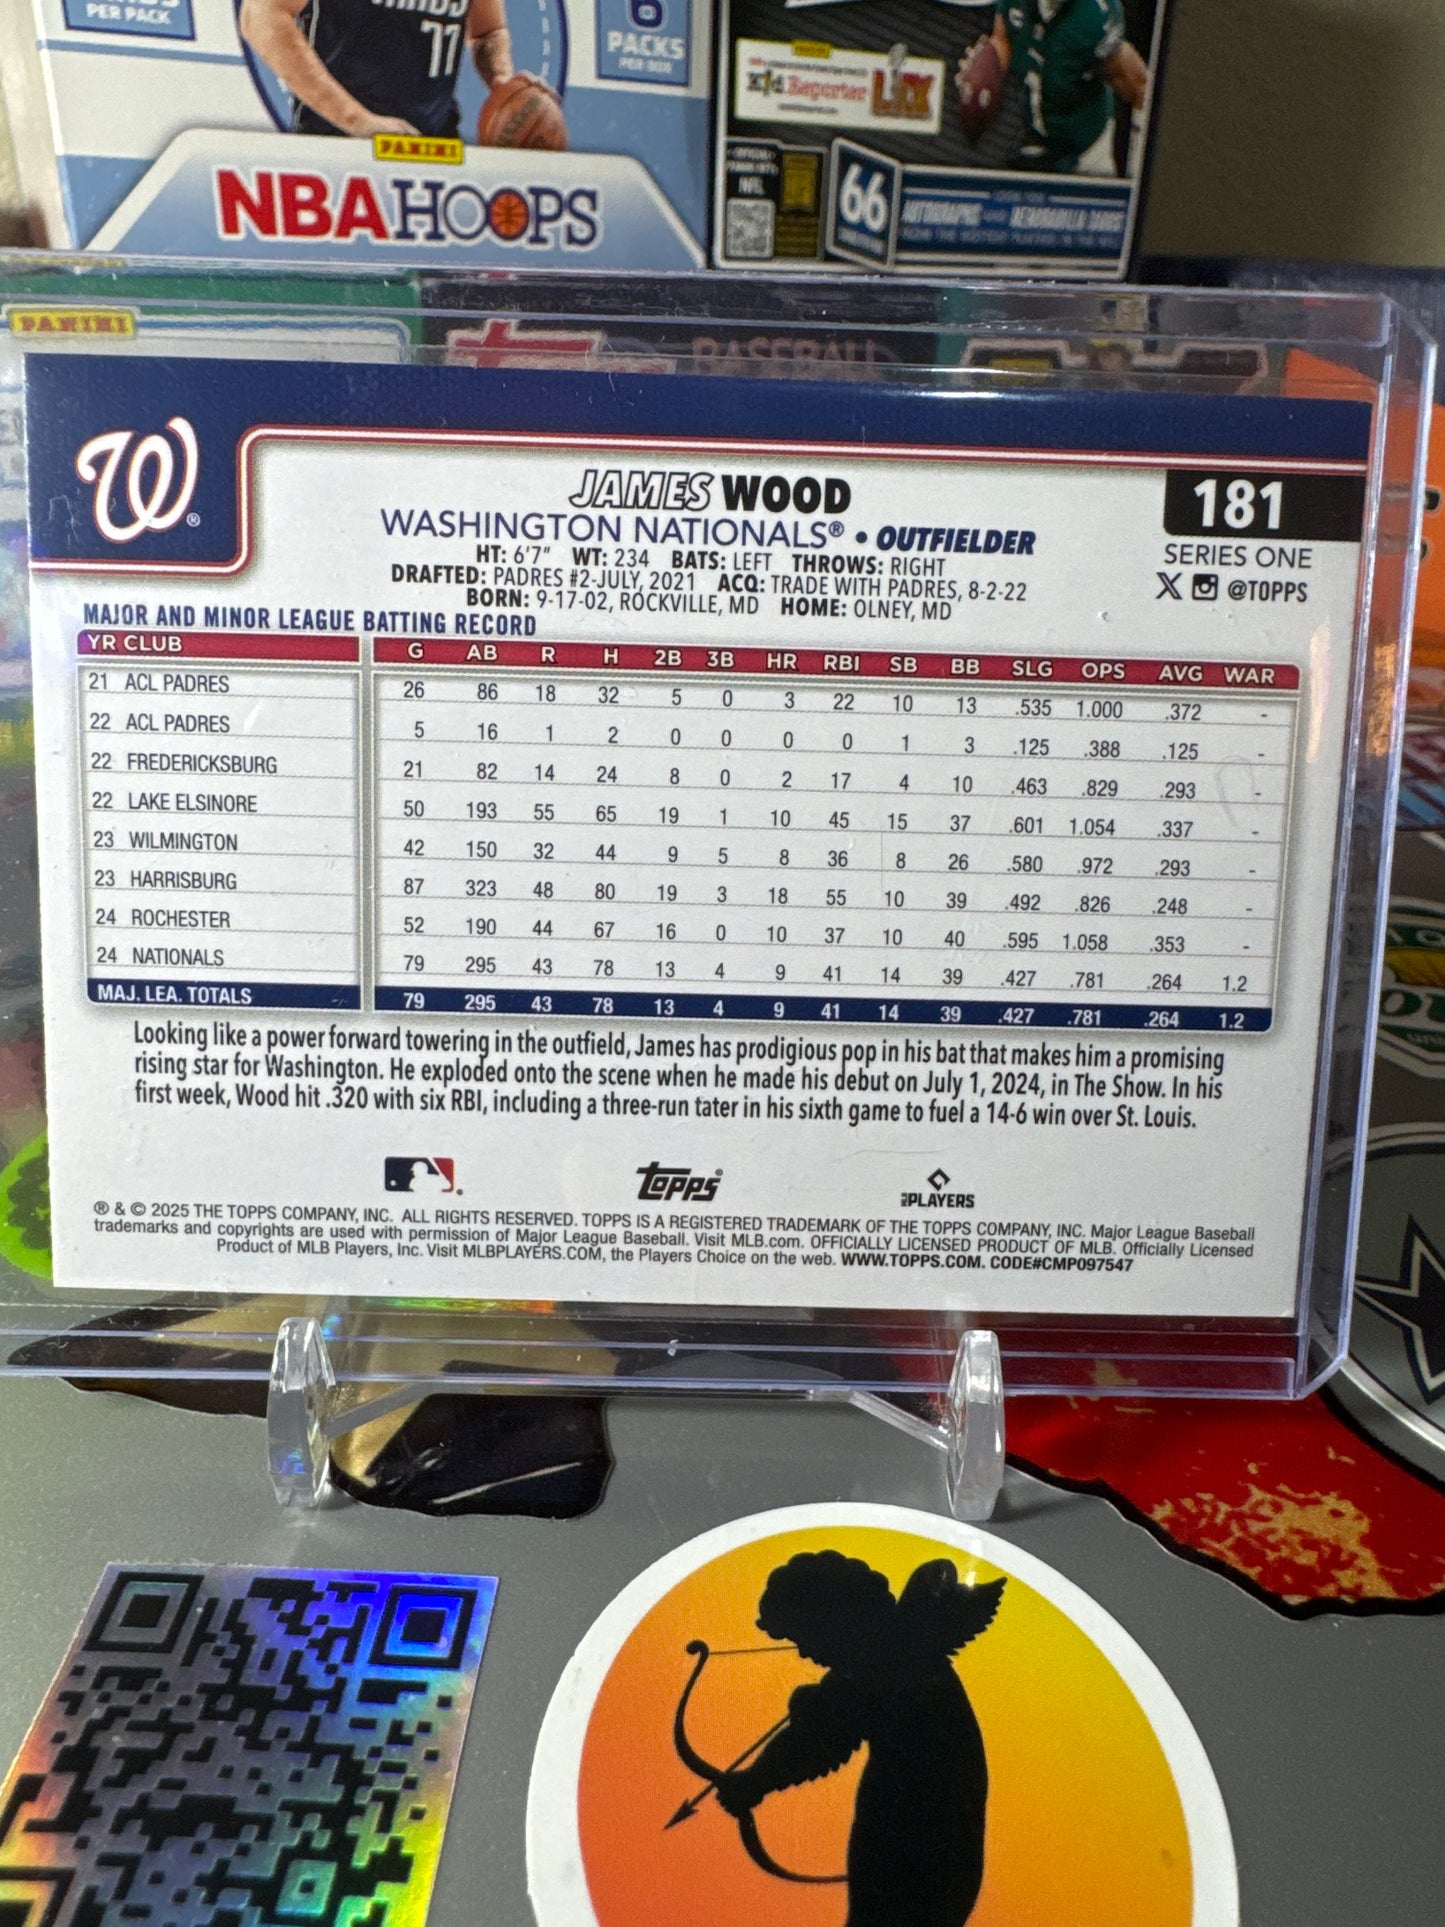 PER PACK
77
6
PACKS
PER BOX
PANINI
NBA HOOPS
Kid Reporter
LIX
NFL
66
AUTOGRAPHS AND MEMORABILIA CARDS
PANINI
BASEBALL
W®
JAMES WOOD
181
WASHINGTON NATIONALS® • OUTFIELDER
SERIES ONE
HT: 6'7" WT: 234 BATS: LEFT THROWS: RIGHT
@TOPPS
DRAFTED: PADRES #2-JULY, 2021 ACQ: TRADE WITH PADRES, 8-2-22
BORN: 9-17-02, ROCKVILLE, MD HOME: OLNEY, MD
MAJOR AND MINOR LEAGUE BATTING RECORD
YR CLUB G AB R H 2B 3B HR RBI SB BB SLG OPS AVG WAR
21 ACL PADRES 26 86 18 32 5 0 3 22 10 13 .535 1.000 .372 -
22 ACL PADRES 5 16 1 2 0 0 0 0 1 3 .125 .388 .125 -
22 FREDERICKSBURG 21 82 14 24 8 0 2 17 4 10 .463 .829 .293 -
22 LAKE ELSINORE 50 193 55 65 19 1 10 45 15 37 .601 1.054 .337 -
23 WILMINGTON 42 150 32 44 9 5 8 36 8 26 .580 .972 .293 -
23 HARRISBURG 87 323 48 80 19 3 18 55 10 39 .492 .826 .248 -
24 ROCHESTER 52 190 44 67 16 0 10 37 10 40 .595 1.058 .353 -
24 NATIONALS 79 295 43 78 13 4 9 41 14 39 .427 .781 .264 1.2
MAJ. LEA. TOTALS 79 295 43 78 13 4 9 41 14 39 .427 .781 .264 1.2
Looking like a power forward towering in the outfield, James has prodigious pop in his bat that makes him a promising
rising star for Washington. He exploded onto the scene when he made his debut on July 1, 2024, in The Show. In his
first week, Wood hit .320 with six RBI, including a three-run tater in his sixth game to fuel a 14-6 win over St. Louis.
topps®
MLB PLAYERS
® & © 2025 THE TOPPS COMPANY, INC. ALL RIGHTS RESERVED. TOPPS IS A REGISTERED TRADEMARK OF THE TOPPS COMPANY, INC. Major League Baseball
trademarks and copyrights are used with permission of Major League Baseball. Visit MLB.com. OFFICIALLY LICENSED PRODUCT OF MLB. Officially Licensed
Product of MLB Players, Inc. Visit MLBPLAYERS.COM, the Players Choice on the web. WWW.TOPPS.COM. CODE#CMP097547